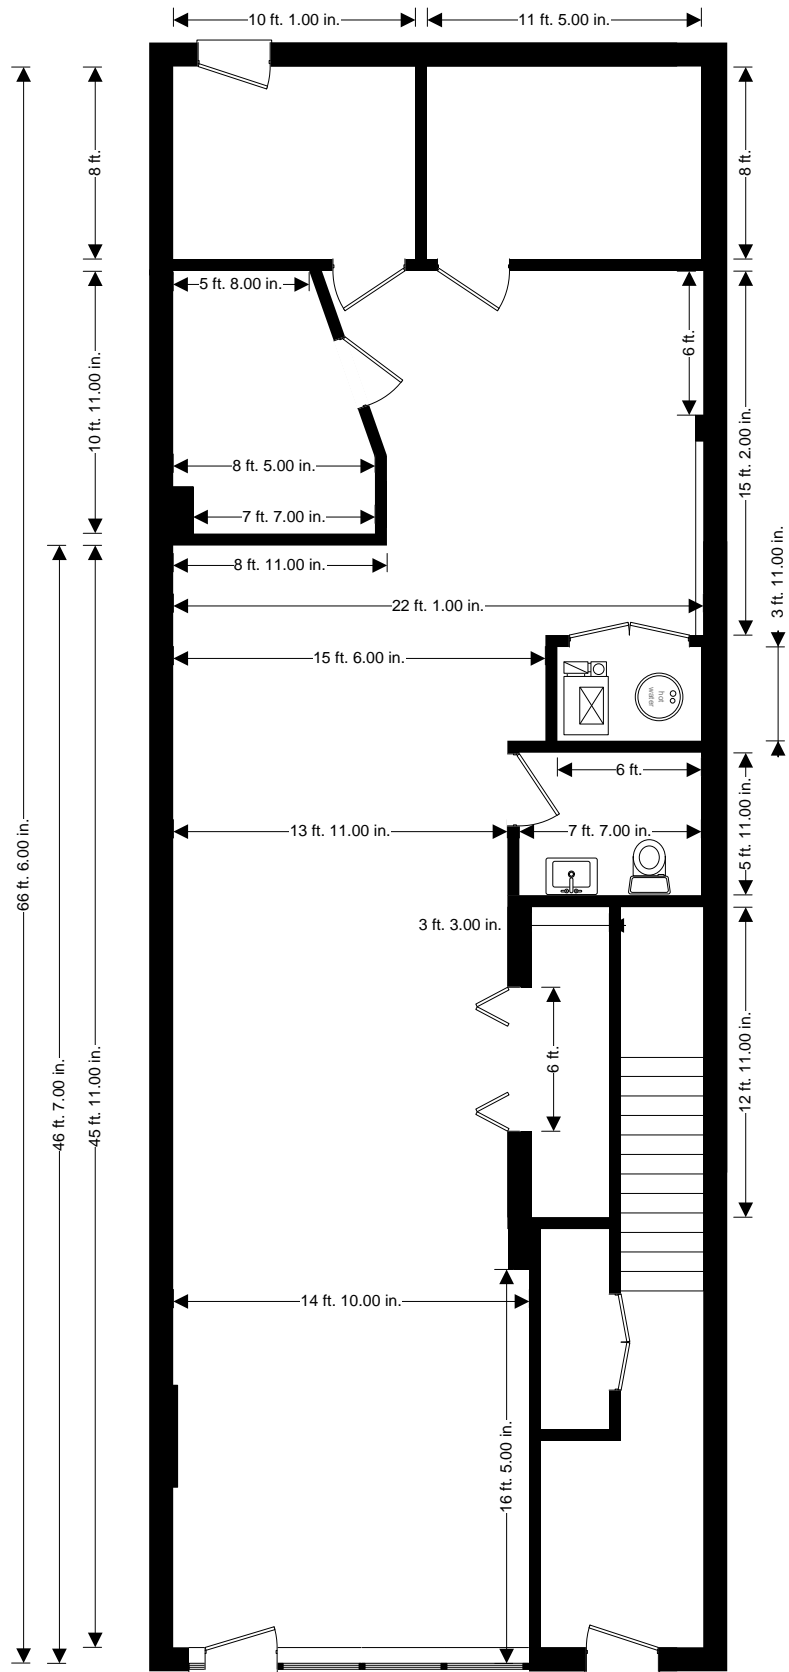 10 ft. 1.00 in.
11 ft. 5.00 in.
8 ft.
8 ft.
5 ft. 8.00 in.
6 ft.
10 ft. 11.00 in.
15 ft. 2.00 in.
8 ft. 5.00 in.
7 ft. 7.00 in.
8 ft. 11.00 in.
3 ft. 11.00 in.
22 ft. 1.00 in.
15 ft. 6.00 in.
hot
water
6 ft.
13 ft. 11.00 in.
7 ft. 7.00 in.
5 ft. 11.00 in.
66 ft. 6.00 in.
3 ft. 3.00 in.
6 ft.
12 ft. 11.00 in.
46 ft. 7.00 in.
45 ft. 11.00 in.
14 ft. 10.00 in.
16 ft. 5.00 in.